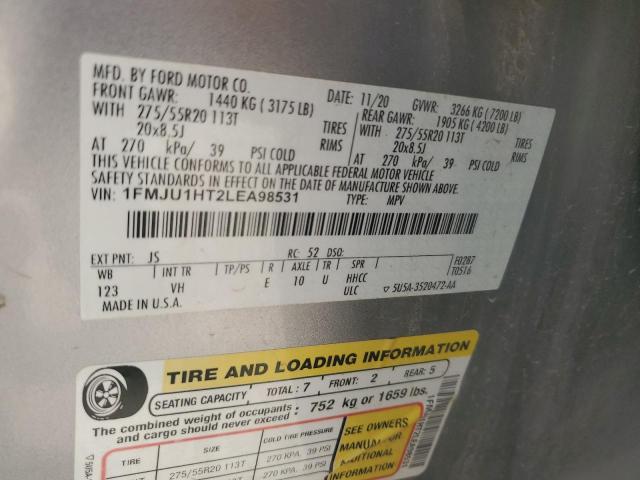 MFD. BY FORD MOTOR CO.
DATE: 11/20 GVWR: 3266 KG (7200 LB)
FRONT GAWR: 1440 KG (3175 LB) REAR GAWR: 1905 KG (4200 LB)
WITH 275/55R20 113T TIRES WITH 275/55R20 113T TIRES
20x8.5J RIMS 20x8.5J RIMS
AT 270 kPa/ 39 PSI COLD AT 270 kPa/ 39 PSI COLD
THIS VEHICLE CONFORMS TO ALL APPLICABLE FEDERAL MOTOR VEHICLE
SAFETY STANDARDS IN EFFECT ON THE DATE OF MANUFACTURE SHOWN ABOVE.
VIN: 1FMJU1HT2LEA98531 TYPE: MPV
EXT PNT: JS RC: 52 DSO: F0287
WB INT TR TP/PS R AXLE TR SPR T0516
123 VH E 10 U HHCC
MADE IN U.S.A. ULC 5U5A-3520472-AA
TIRE AND LOADING INFORMATION
SEATING CAPACITY TOTAL: 7 FRONT: 2 REAR: 5
The combined weight of occupants and cargo should never exceed: 752 kg or 1659 lbs.
TIRE SIZE COLD TIRE PRESSURE
275/55R20 113T 270 KPA, 39 PSI
SEE OWNERS
MANUAL FOR
ADDITIONAL
INFORMATION